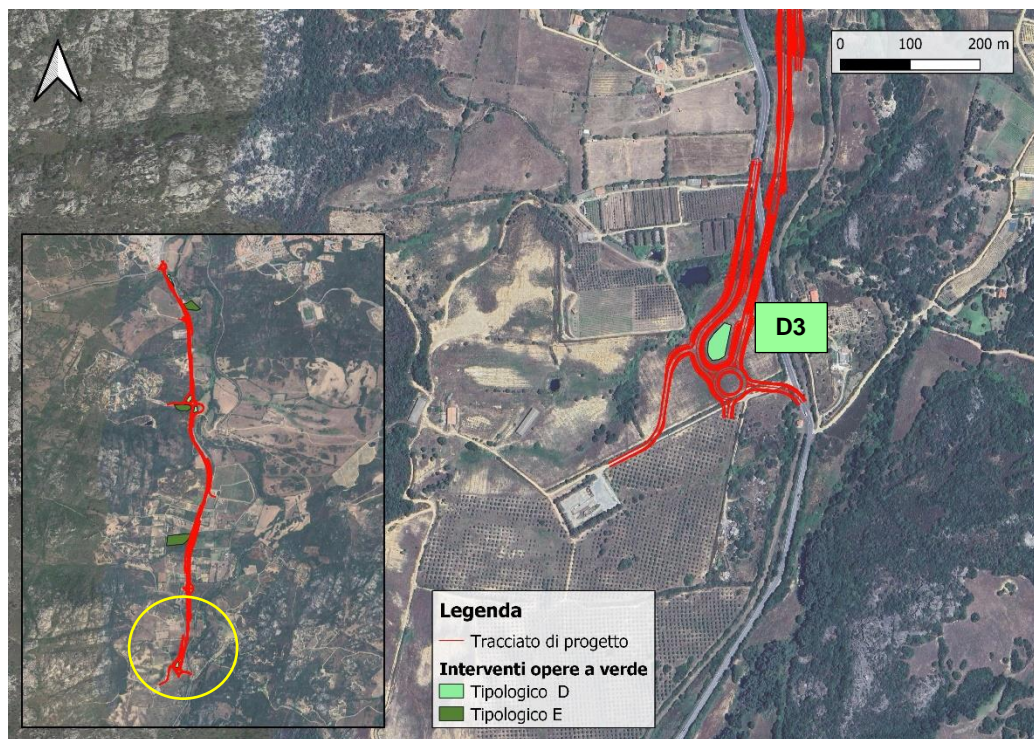 0 100 200 m
D3
Legenda
Tracciato di progetto
Interventi opere a verde
Tipologico D
Tipologico E